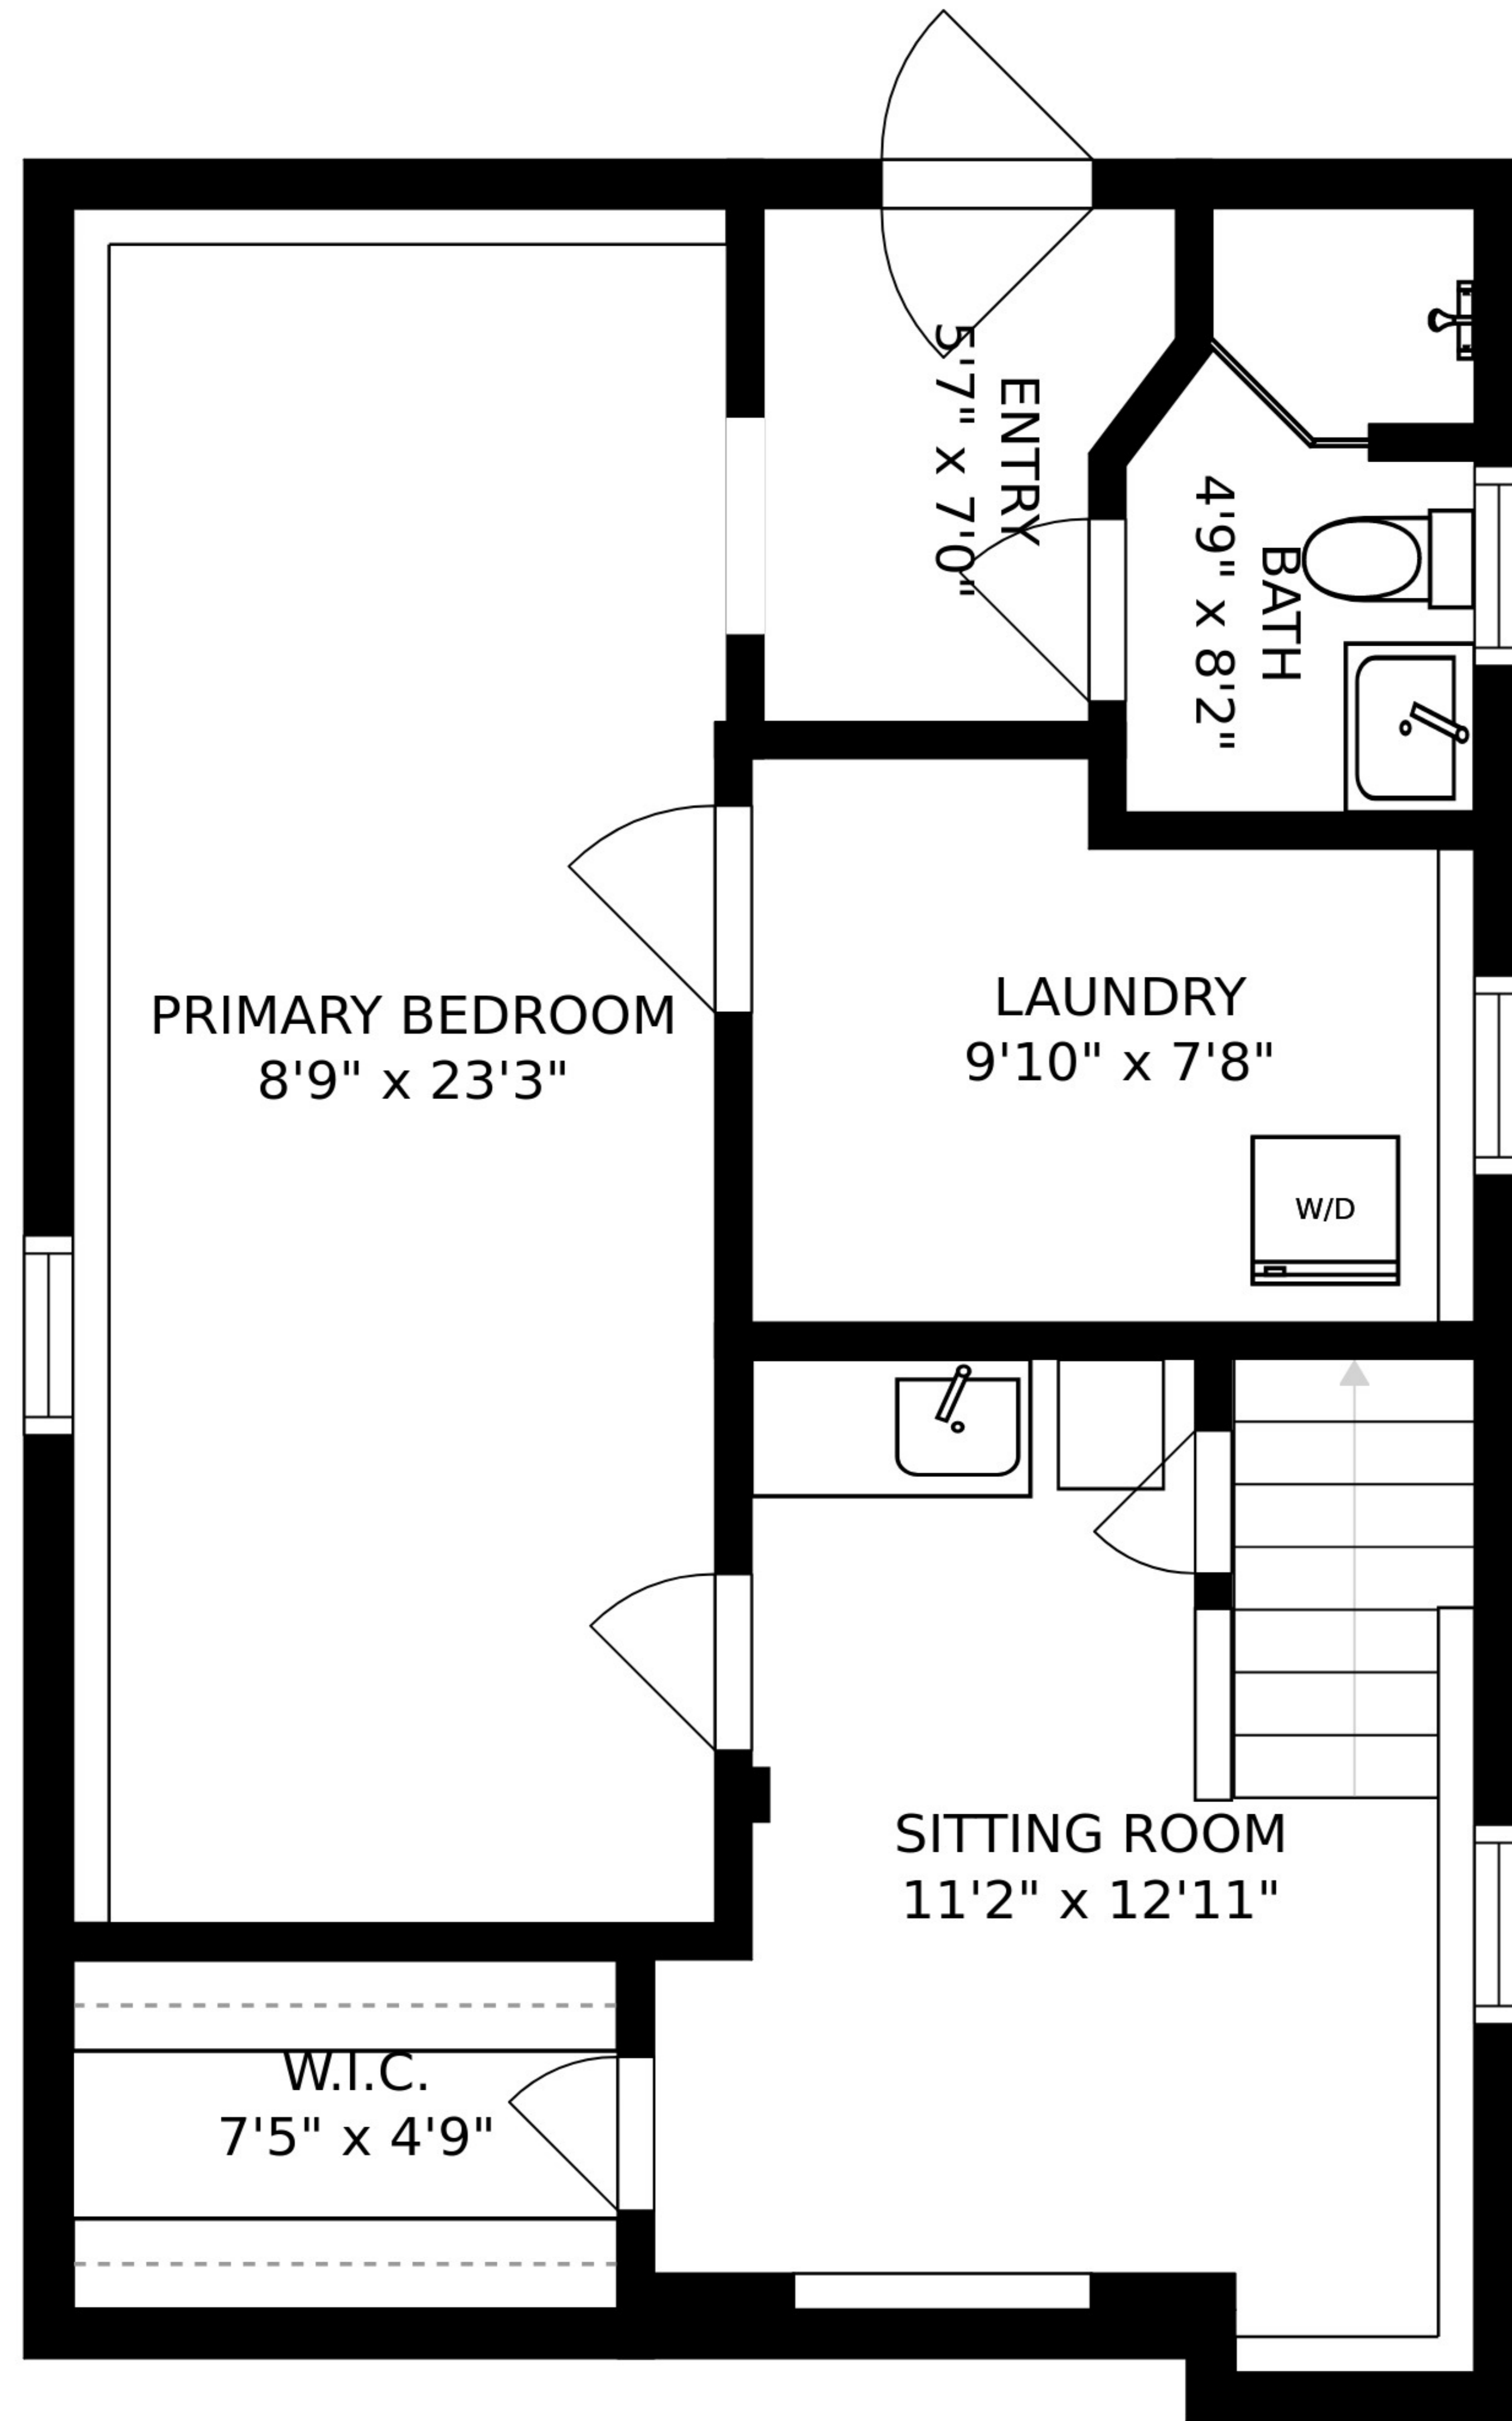 ENTRY
5'7" x 7'0"
BATH
4'9" x 8'2"
PRIMARY BEDROOM
8'9" x 23'3"
LAUNDRY
9'10" x 7'8"
W/D
SITTING ROOM
11'2" x 12'11"
W.I.C.
7'5" x 4'9"